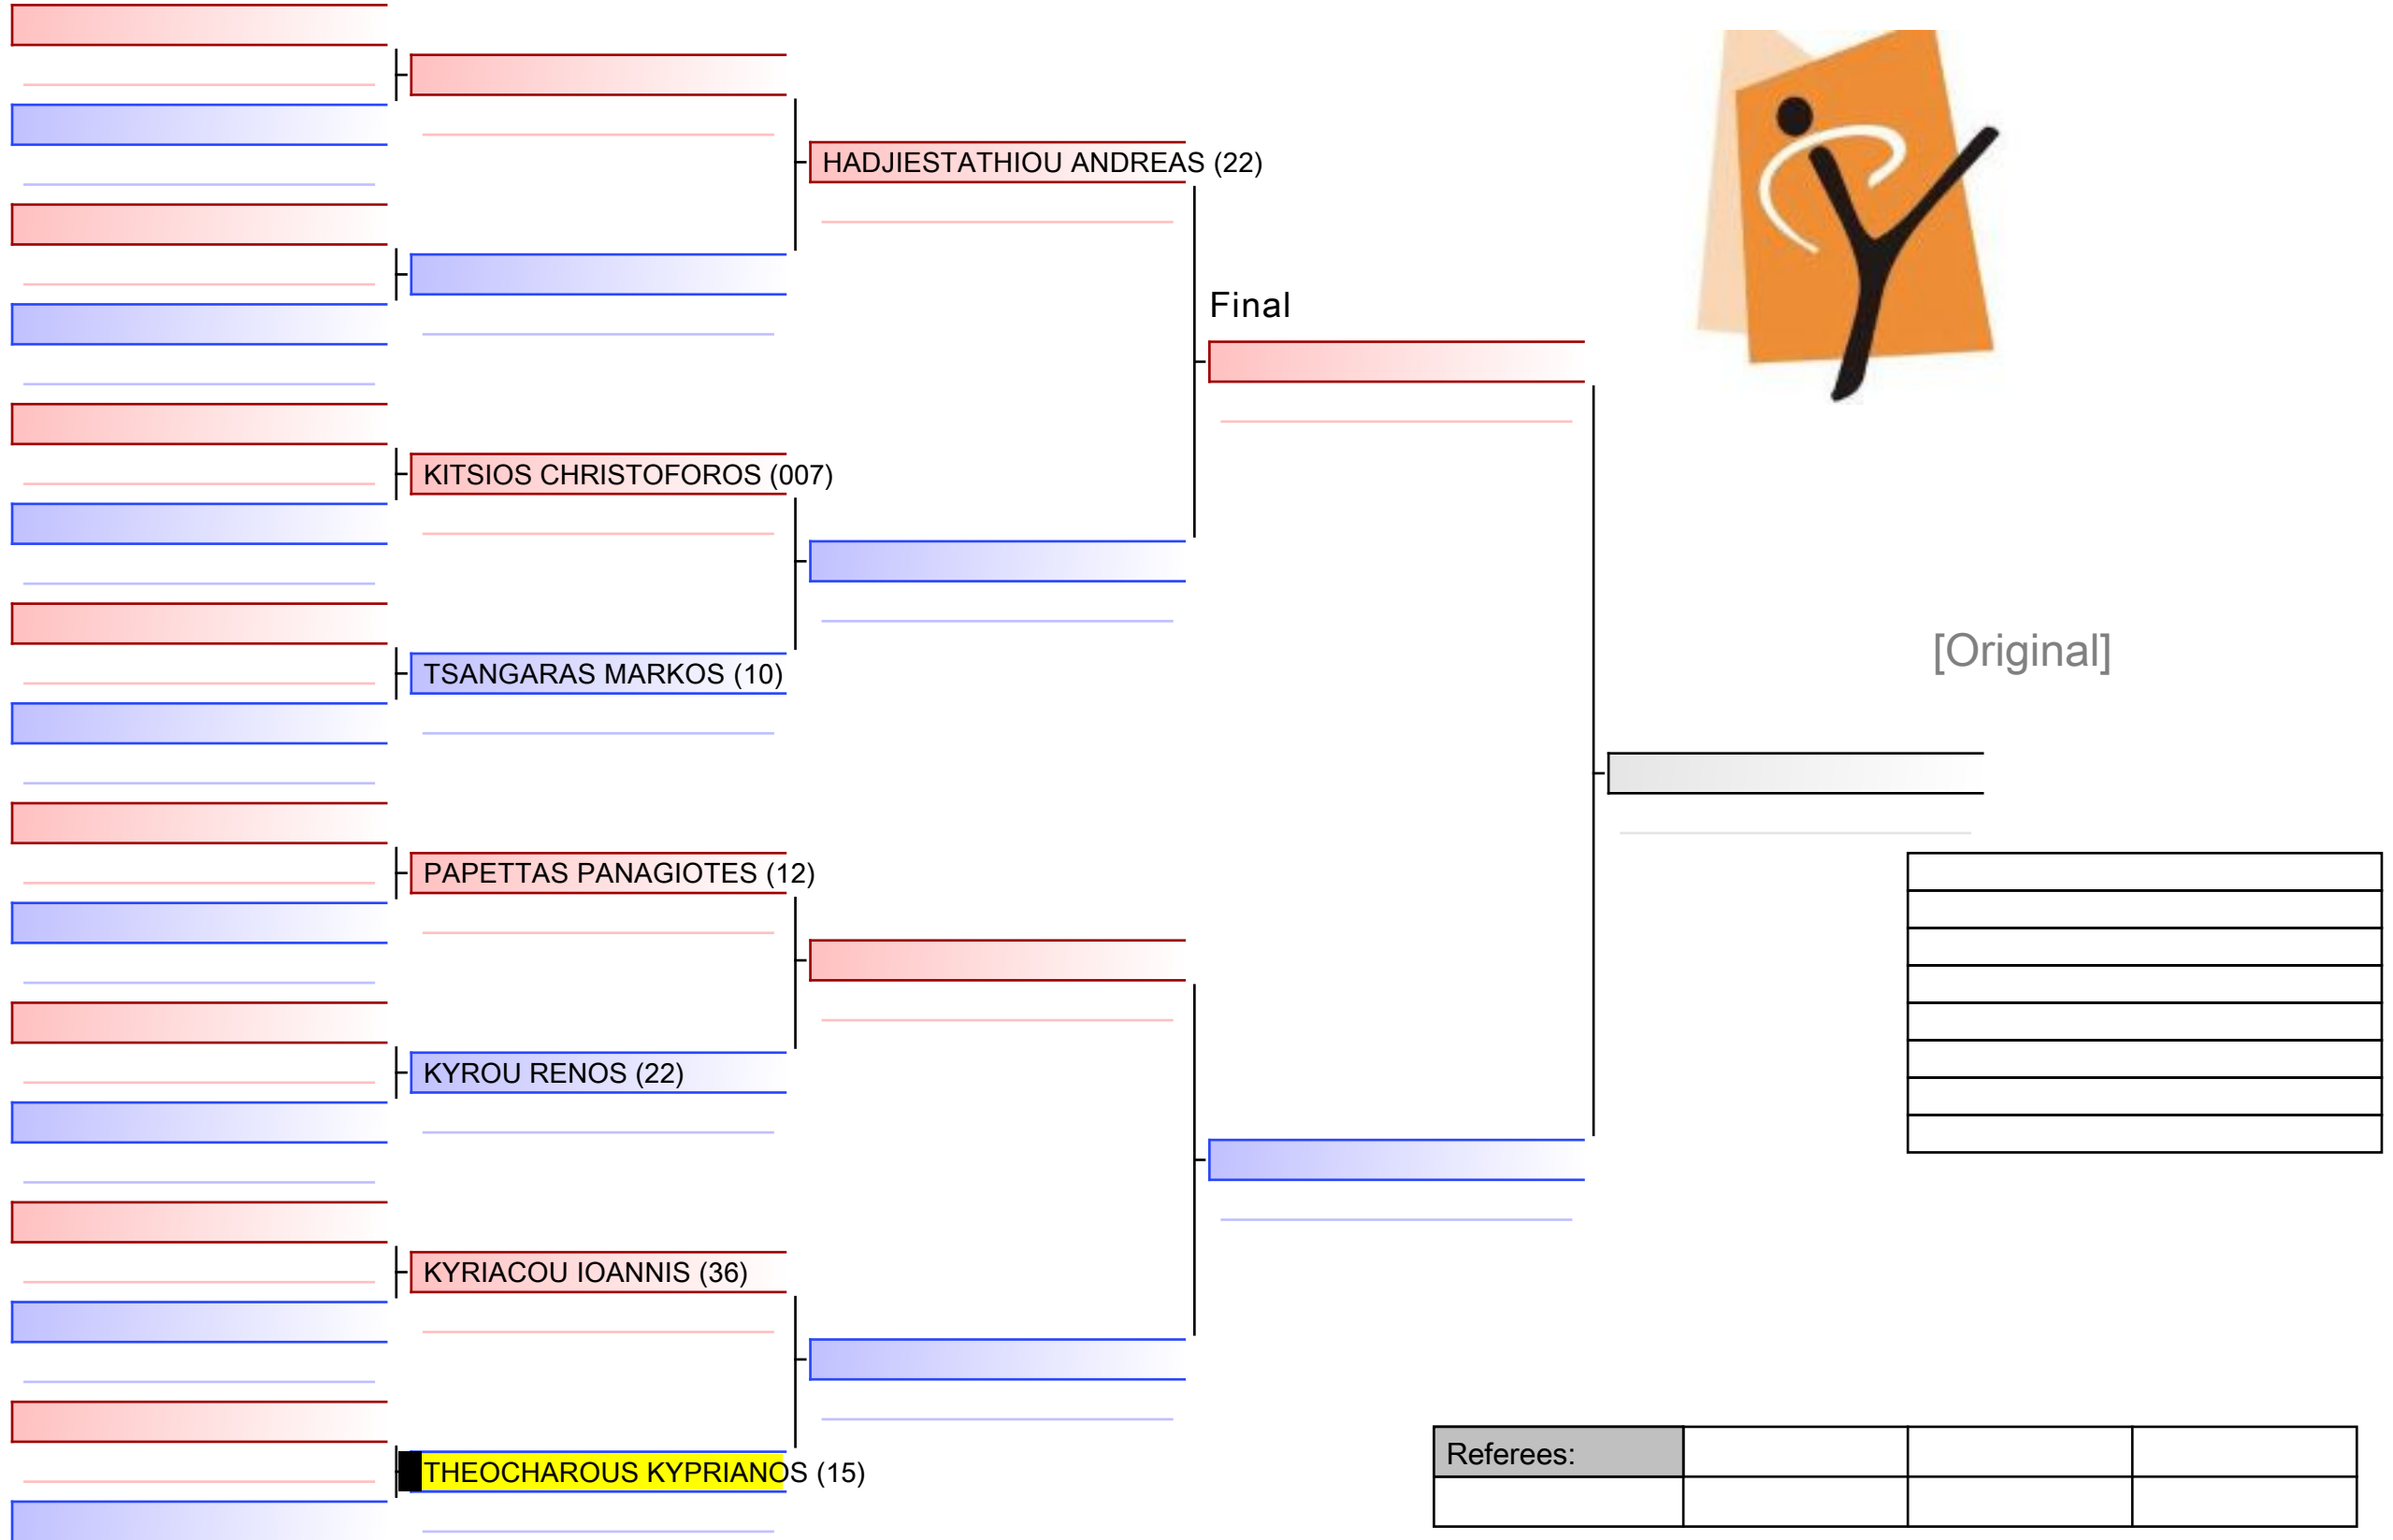 HADJIESTATHIOU ANDREAS (22)
Final
KITSIOS CHRISTOFOROS (007)
TSANGARAS MARKOS (10)
[Original]
PAPETTAS PANAGIOTES (12)
KYROU RENOS (22)
KYRIACOU IOANNIS (36)
THEOCHAROUS KYPRIANOS (15)
Referees: